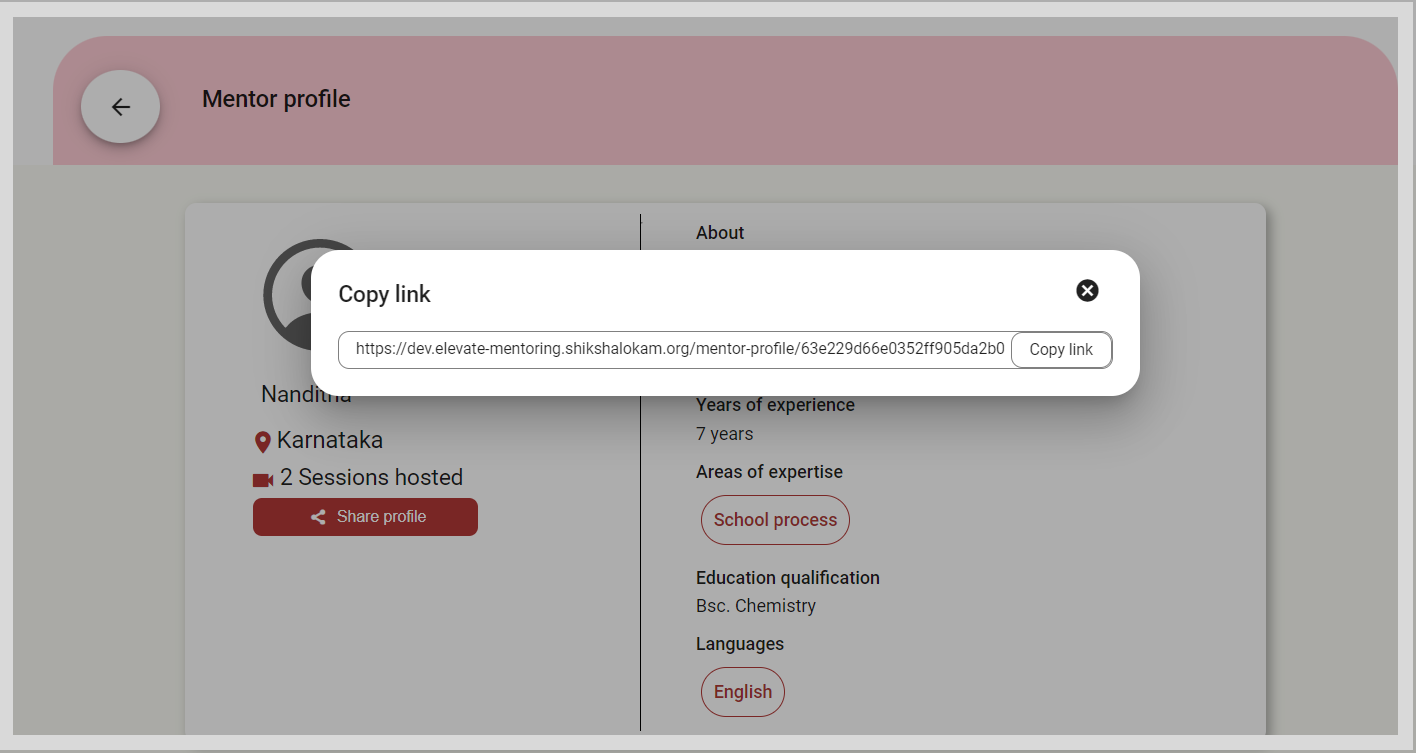 Mentor profile
About
Copy link
https://dev.elevate-mentoring.shikshalokam.org/mentor-profile/63e229d66e0352ff905da2b0 Copy link
Nanditha
Karnataka
2 Sessions hosted
Share profile
Years of experience
7 years
Areas of expertise
School process
Education qualification
Bsc. Chemistry
Languages
English